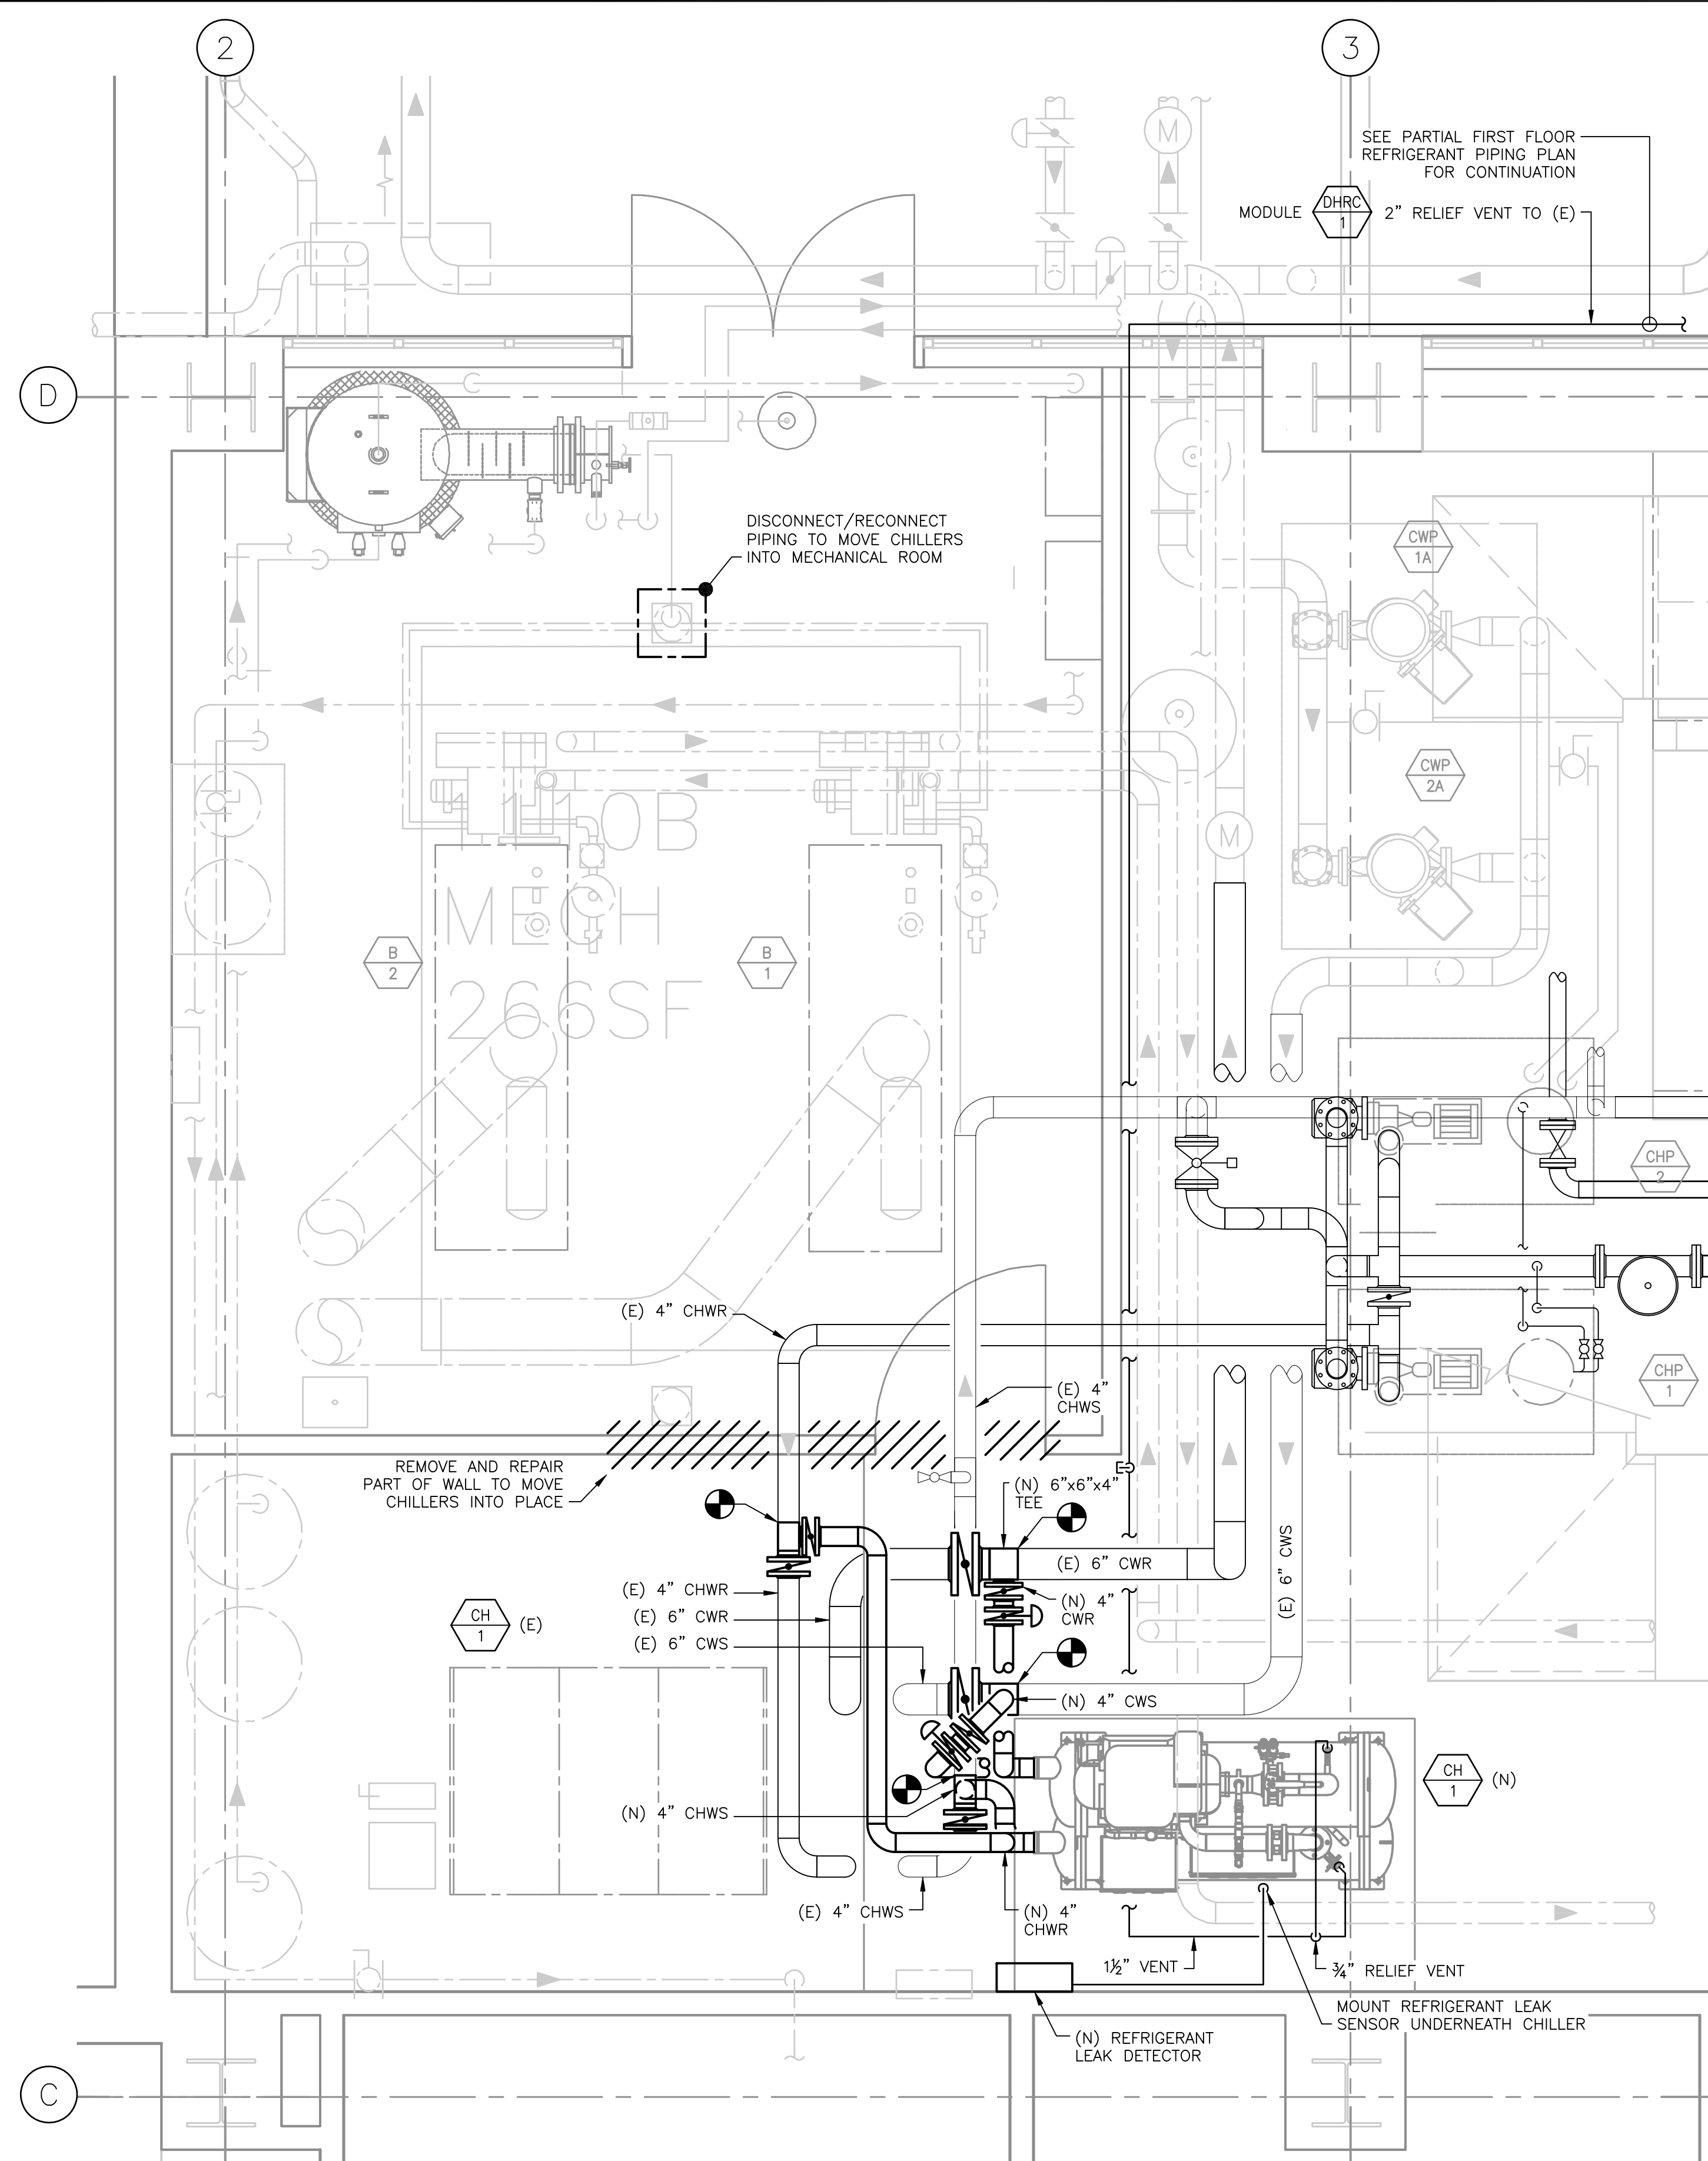 2
3
SEE PARTIAL FIRST FLOOR
REFRIGERANT PIPING PLAN
FOR CONTINUATION
MODULE
DHRC
1
2” RELIEF VENT TO (E)
M
D
DISCONNECT/RECONNECT
PIPING TO MOVE CHILLERS
INTO MECHANICAL ROOM
CWP
1A
CWP
2A
M
1110B
MECH
266SF
B
2
B
1
CHP
2
(E) 4” CHWR
CHP
1
(E) 4”
CHWS
REMOVE AND REPAIR
PART OF WALL TO MOVE
CHILLERS INTO PLACE
(N) 6”x6”x4”
TEE
(E) 6” CWR
(E) 6” CWS
(E) 4” CHWR
(E) 6” CWR
(E) 6” CWS
(N) 4”
CWR
CH
1
(E)
(N) 4” CWS
CH
1
(N)
(N) 4” CHWS
(E) 4” CHWS
(N) 4”
CHWR
1½” VENT
¾” RELIEF VENT
MOUNT REFRIGERANT LEAK
SENSOR UNDERNEATH CHILLER
(N) REFRIGERANT
LEAK DETECTOR
C